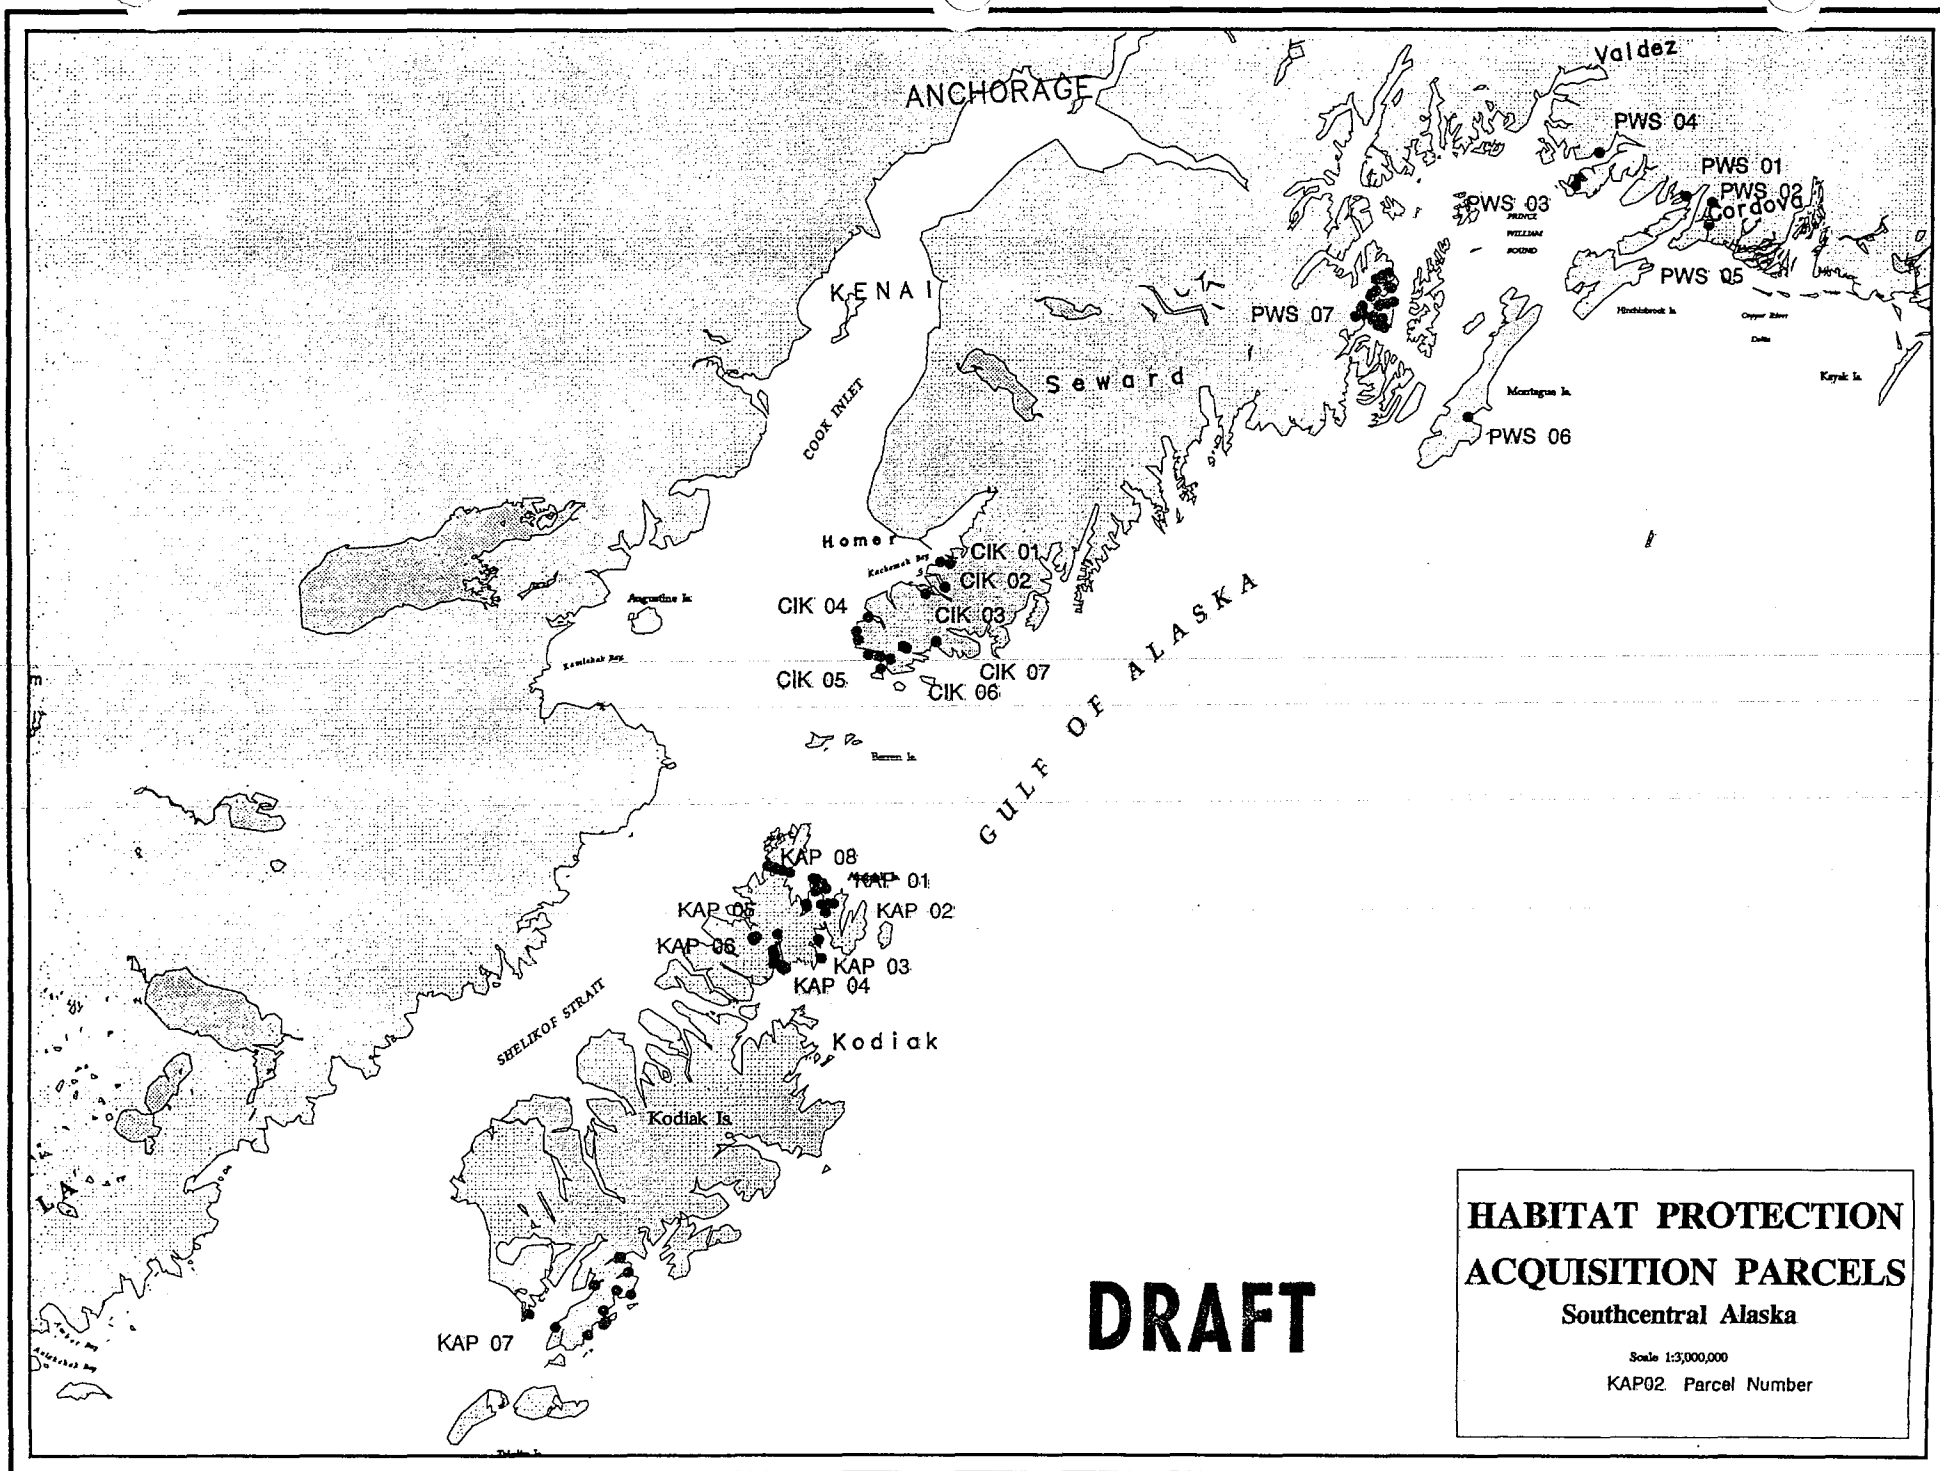 Valdez
ANCHORAGE
PWS 04
PWS 01
PWS 02
Cordova
PWS 03
PRINCE
WILLIAM
SOUND
PWS 05
KENAI
PWS 07
Hinchinbrook Is.
Copper River
Delta
Seward
Kayak Is.
Montague Is.
COOK INLET
PWS 06
Homer
Kachemak Bay
CIK 01
CIK 02
Augustine Is.
CIK 04
CIK 03
Kamishak Bay
CIK 07
CIK 05
CIK 06
GULF OF ALASKA
Barren Is.
KAP 08
KAP 01
KAP 05
KAP 02
KAP 06
KAP 03
KAP 04
SHELIKOF STRAIT
Kodiak
Kodiak Is.
LA
KAP 07
DRAFT
HABITAT PROTECTION
ACQUISITION PARCELS
Southcentral Alaska
Scale 1:3,000,000
KAP02 Parcel Number